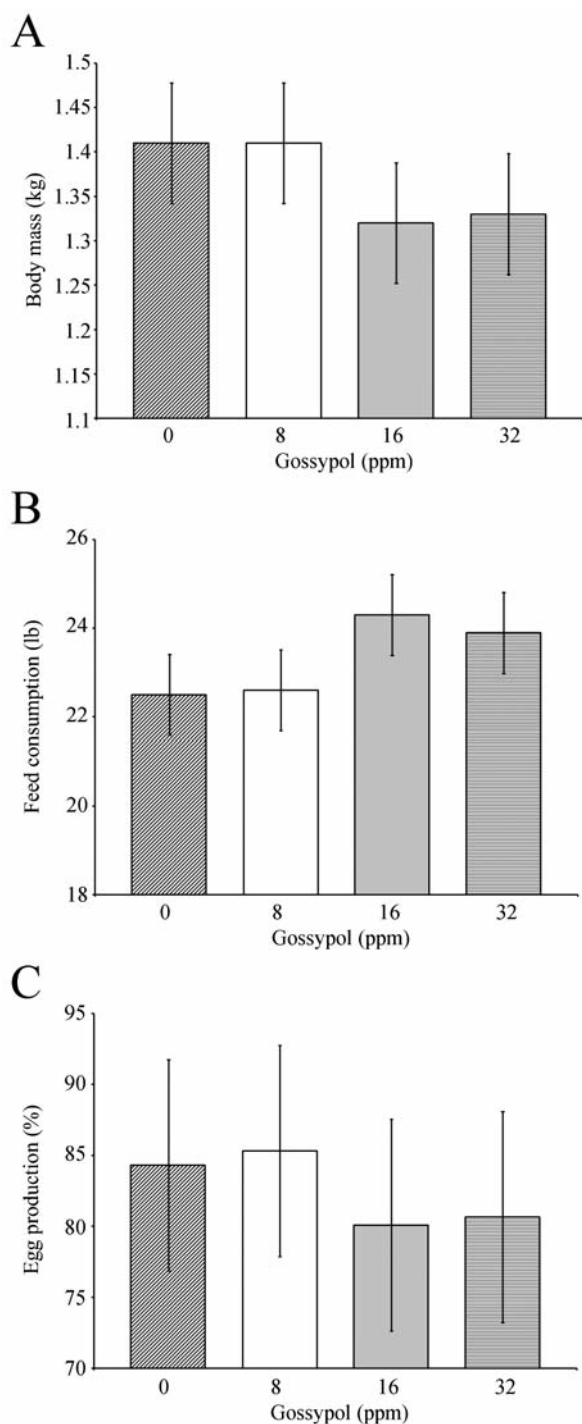 A
1.5
1.45
1.4
1.35
1.3
1.25
1.2
1.15
1.1
Body mass (kg)
0 8 16 32
Gossypol (ppm)
B
26
24
22
20
18
Feed consumption (lb)
0 8 16 32
Gossypol (ppm)
C
95
90
85
80
75
70
Egg production (%)
0 8 16 32
Gossypol (ppm)